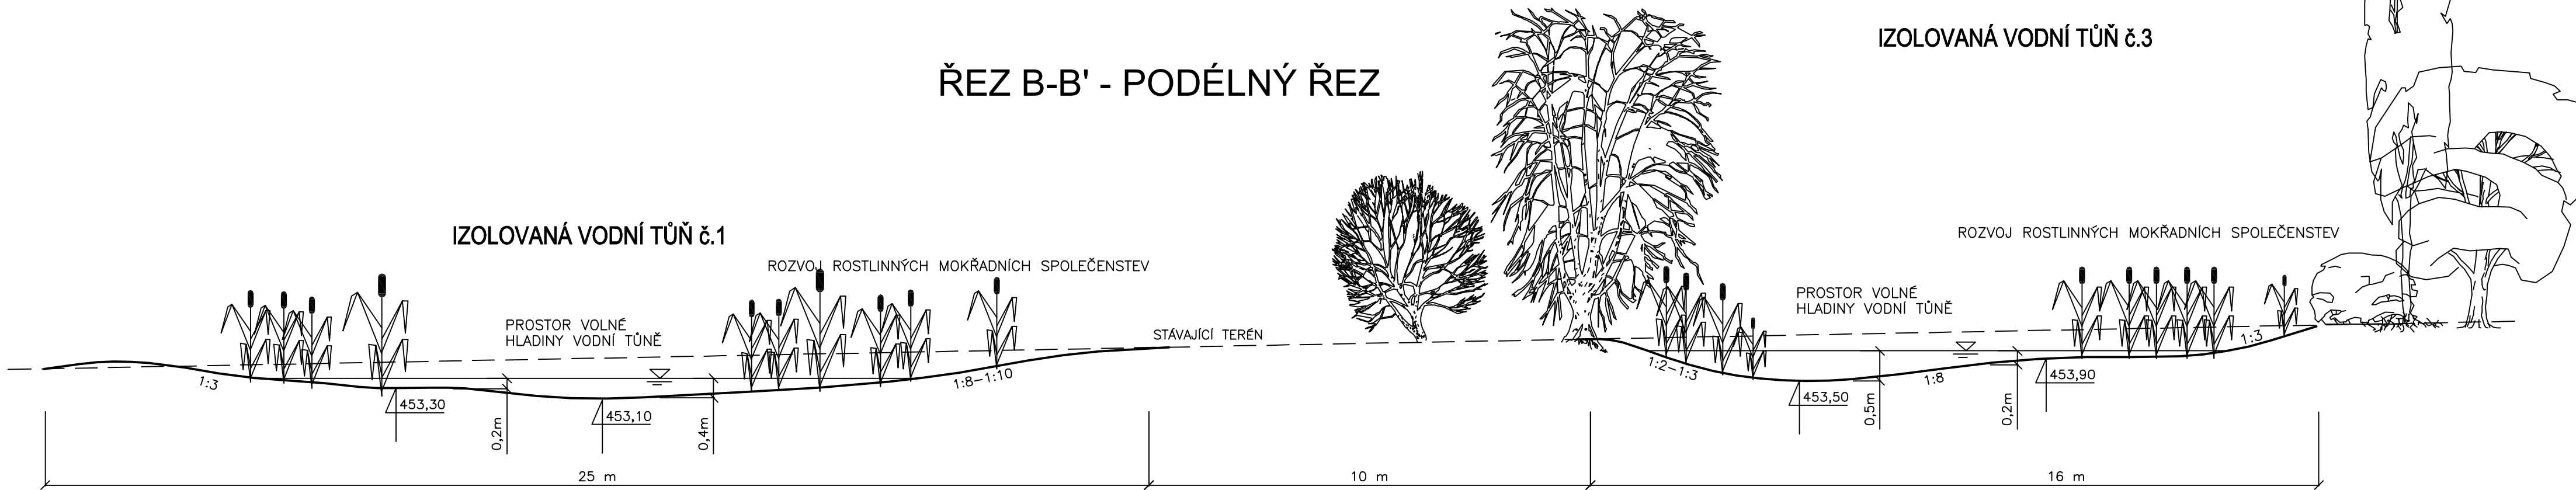 IZOLOVANÁ VODNÍ TŮŇ č.3
ŘEZ B-B' - PODÉLNÝ ŘEZ
IZOLOVANÁ VODNÍ TŮŇ č.1
ROZVOJ ROSTLINNÝCH MOKŘADNÍCH SPOLEČENSTEV
ROZVOJ ROSTLINNÝCH MOKŘADNÍCH SPOLEČENSTEV
PROSTOR VOLNÉ
HLADINY VODNÍ TŮNĚ
STÁVAJÍCÍ TERÉN
PROSTOR VOLNÉ
HLADINY VODNÍ TŮNĚ
1:3
453,30
0,2m
453,10
0,4m
1:8-1:10
1:2-1:3
453,50
0,5m
1:8
0,2m
453,90
1:3
25 m
10 m
16 m